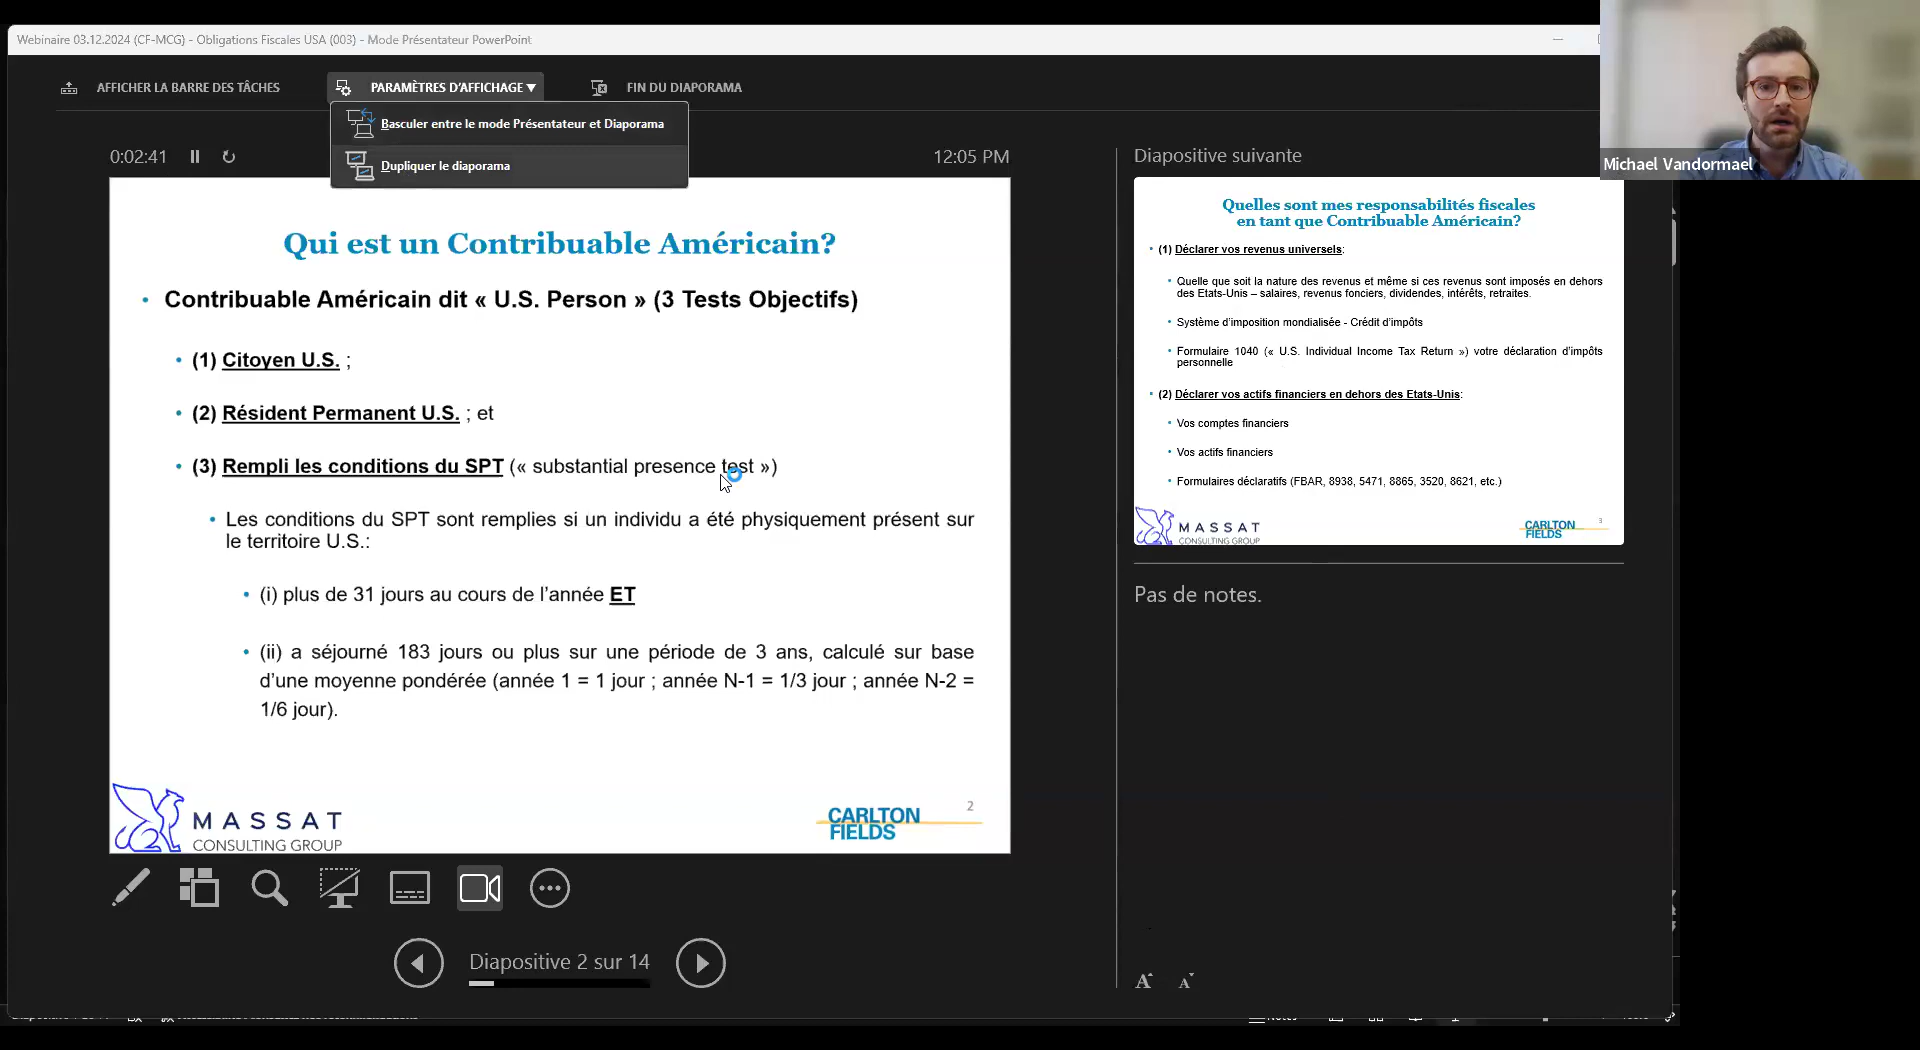 Webinaire 03.12.2024 (CF-MCG) - Obligations Fiscales USA (003) - Mode Présentateur PowerPoint
AFFICHER LA BARRE DES TÂCHES
PARAMÈTRES D'AFFICHAGE ▼
FIN DU DIAPORAMA
Basculer entre le mode Présentateur et Diaporama
Dupliquer le diaporama
0:02:41
12:05 PM
Qui est un Contribuable Américain?
• Contribuable Américain dit « U.S. Person » (3 Tests Objectifs)
• (1) Citoyen U.S. ;
• (2) Résident Permanent U.S. ; et
• (3) Rempli les conditions du SPT (« substantial presence test »)
• Les conditions du SPT sont remplies si un individu a été physiquement présent sur
le territoire U.S.:
• (i) plus de 31 jours au cours de l'année ET
• (ii) a séjourné 183 jours ou plus sur une période de 3 ans, calculé sur base
d'une moyenne pondérée (année 1 = 1 jour ; année N-1 = 1/3 jour ; année N-2 =
1/6 jour).
MASSAT
CONSULTING GROUP
CARLTON
FIELDS
2
Diapositive 2 sur 14
Diapositive suivante
Quelles sont mes responsabilités fiscales
en tant que Contribuable Américain?
• (1) Déclarer vos revenus universels:
• Quelle que soit la nature des revenus et même si ces revenus sont imposés en dehors
des Etats-Unis – salaires, revenus fonciers, dividendes, intérêts, retraites.
• Système d'imposition mondialisée - Crédit d'impôts
• Formulaire 1040 (« U.S. Individual Income Tax Return ») votre déclaration d'impôts
personnelle
• (2) Déclarer vos actifs financiers en dehors des Etats-Unis:
• Vos comptes financiers
• Vos actifs financiers
• Formulaires déclaratifs (FBAR, 8938, 5471, 8865, 3520, 8621, etc.)
MASSAT
CONSULTING GROUP
CARLTON
FIELDS
3
Pas de notes.
A A
Michael Vandormael